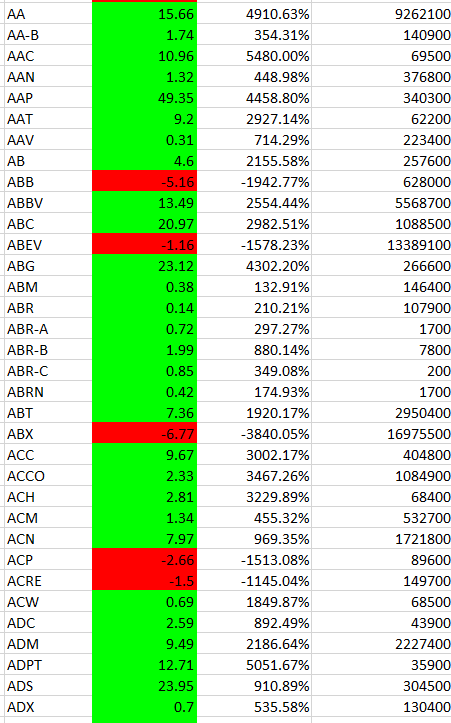 AA 15.66 4910.63% 9262100
AA-B 1.74 354.31% 140900
AAC 10.96 5480.00% 69500
AAN 1.32 448.98% 376800
AAP 49.35 4458.80% 340300
AAT 9.2 2927.14% 62200
AAV 0.31 714.29% 223400
AB 4.6 2155.58% 257600
ABB -5.16 -1942.77% 628000
ABBV 13.49 2554.44% 5568700
ABC 20.97 2982.51% 1088500
ABEV -1.16 -1578.23% 13389100
ABG 23.12 4302.20% 266600
ABM 0.38 132.91% 146400
ABR 0.14 210.21% 107900
ABR-A 0.72 297.27% 1700
ABR-B 1.99 880.14% 7800
ABR-C 0.85 349.08% 200
ABRN 0.42 174.93% 1700
ABT 7.36 1920.17% 2950400
ABX -6.77 -3840.05% 16975500
ACC 9.67 3002.17% 404800
ACCO 2.33 3467.26% 1084900
ACH 2.81 3229.89% 68400
ACM 1.34 455.32% 532700
ACN 7.97 969.35% 1721800
ACP -2.66 -1513.08% 89600
ACRE -1.5 -1145.04% 149700
ACW 0.69 1849.87% 68500
ADC 2.59 892.49% 43900
ADM 9.49 2186.64% 2227400
ADPT 12.71 5051.67% 35900
ADS 23.95 910.89% 304500
ADX 0.7 535.58% 130400